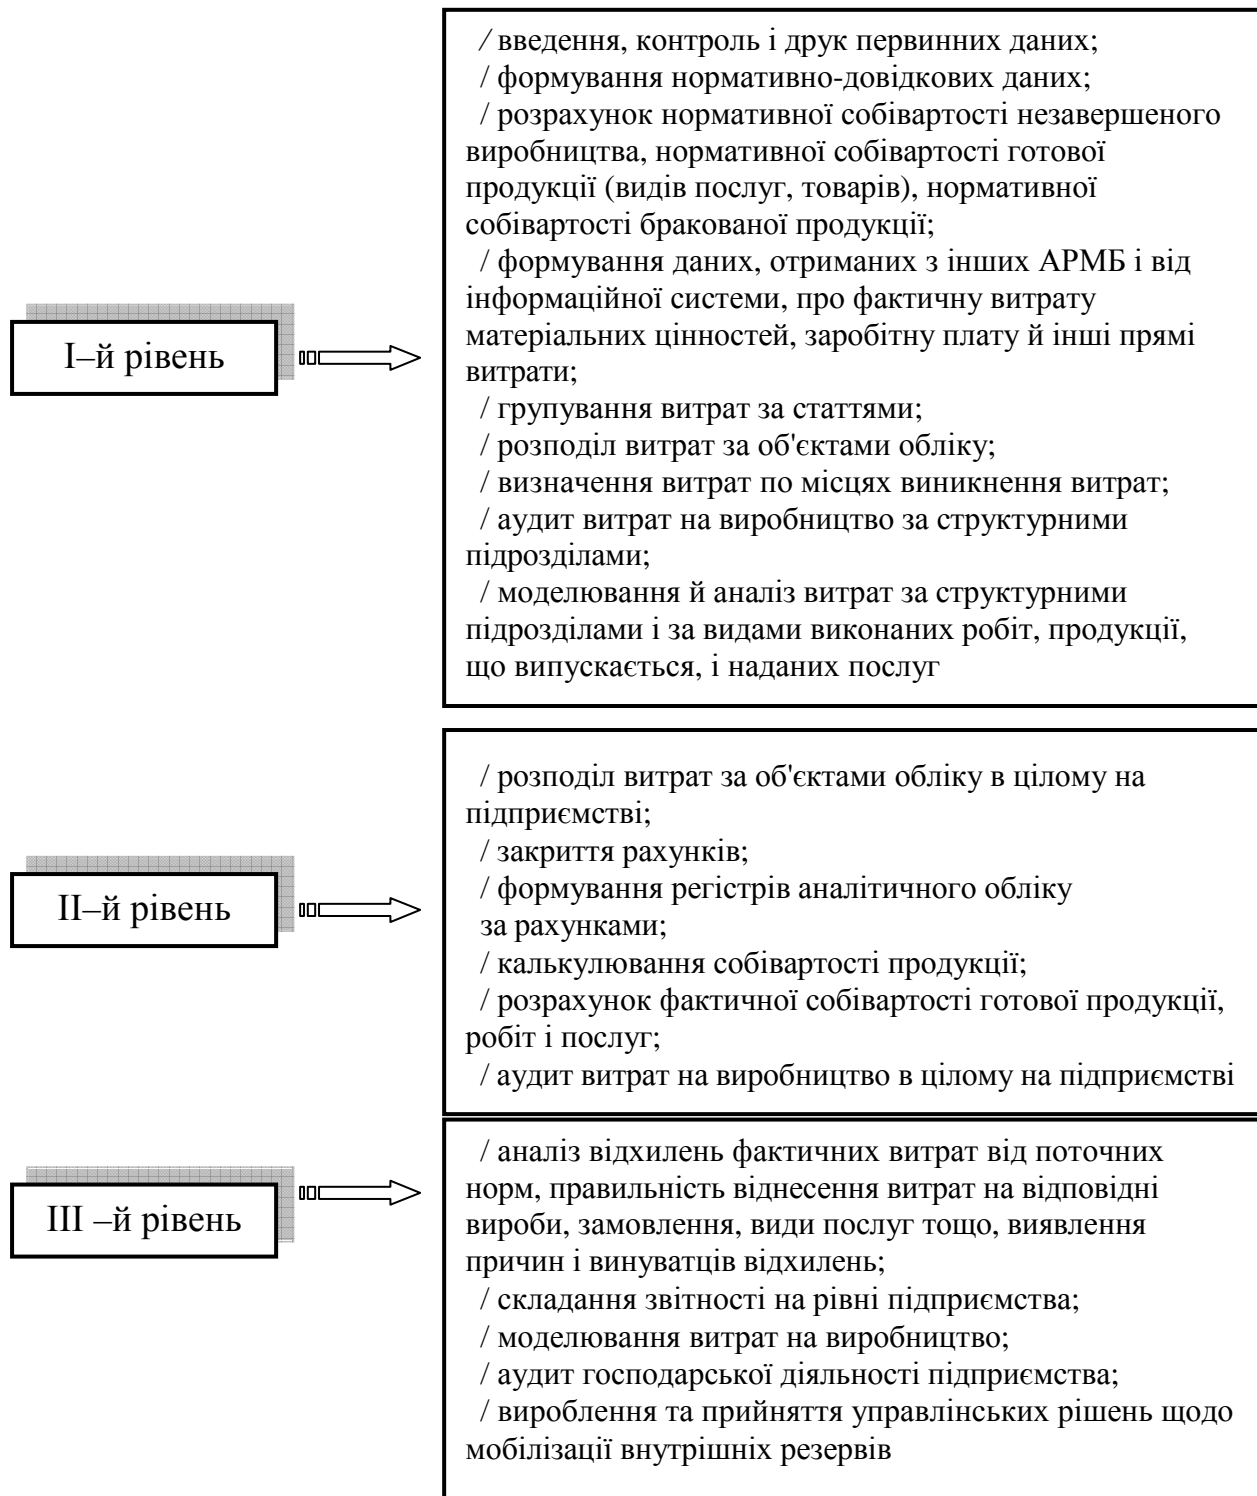 / введення, контроль і друк первинних даних;
/ формування нормативно-довідкових даних;
/ розрахунок нормативної собівартості незавершеного
виробництва, нормативної собівартості готової
продукції (видів послуг, товарів), нормативної
собівартості бракованої продукції;
/ формування даних, отриманих з інших АРМБ і від
інформаційної системи, про фактичну витрату
матеріальних цінностей, заробітну плату й інші прямі
витрати;
/ групування витрат за статтями;
/ розподіл витрат за об'єктами обліку;
/ визначення витрат по місцях виникнення витрат;
/ аудит витрат на виробництво за структурними
підрозділами;
/ моделювання й аналіз витрат за структурними
підрозділами і за видами виконаних робіт, продукції,
що випускається, і наданих послуг
І–й рівень
/ розподіл витрат за об'єктами обліку в цілому на
підприємстві;
/ закриття рахунків;
/ формування регістрів аналітичного обліку
за рахунками;
/ калькулювання собівартості продукції;
/ розрахунок фактичної собівартості готової продукції,
робіт і послуг;
/ аудит витрат на виробництво в цілому на підприємстві
ІІ–й рівень
/ аналіз відхилень фактичних витрат від поточних
норм, правильність віднесення витрат на відповідні
вироби, замовлення, види послуг тощо, виявлення
причин і винуватців відхилень;
/ складання звітності на рівні підприємства;
/ моделювання витрат на виробництво;
/ аудит господарської діяльності підприємства;
/ вироблення та прийняття управлінських рішень щодо
мобілізації внутрішніх резервів
ІІІ –й рівень